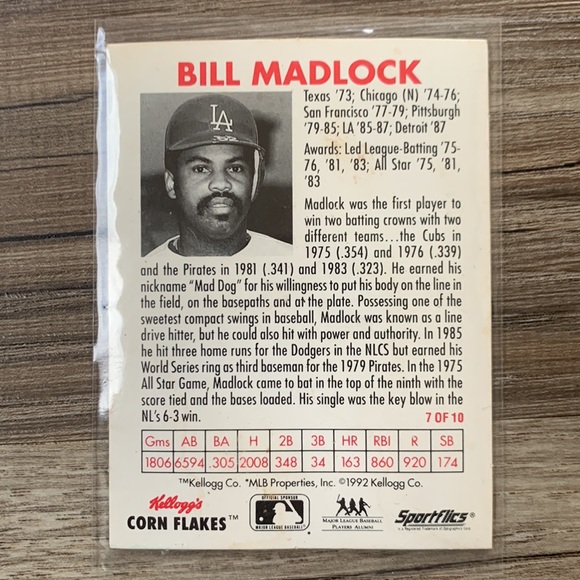 BILL MADLOCK
LA
Texas '73; Chicago (N) '74-76;
San Francisco '77-79; Pittsburgh
'79-85; LA '85-87; Detroit '87
Awards: Led League-Batting '75-
76, '81, '83; All Star '75, '81,
'83
Madlock was the first player to
win two batting crowns with two
different teams...the Cubs in
1975 (.354) and 1976 (.339)
and the Pirates in 1981 (.341) and 1983 (.323). He earned his
nickname "Mad Dog" for his willingness to put his body on the line in
the field, on the basepaths and at the plate. Possessing one of the
sweetest compact swings in baseball, Madlock was known as a line
drive hitter, but he could also hit with power and authority. In 1985
he hit three home runs for the Dodgers in the NLCS but earned his
World Series ring as third baseman for the 1979 Pirates. In the 1975
All Star Game, Madlock came to bat in the top of the ninth with the
score tied and the bases loaded. His single was the key blow in the
NL's 6-3 win.
7 OF 10
Gms AB BA H 2B 3B HR RBI R SB
1806 6594 .305 2008 348 34 163 860 920 174
™Kellogg Co. *MLB Properties, Inc. ©1992 Kellogg Co.
Kellogg's
CORN FLAKES™
OFFICIAL SPONSOR
MAJOR LEAGUE BASEBALL
MAJOR LEAGUE BASEBALL
PLAYERS ALUMNI
Sportflics